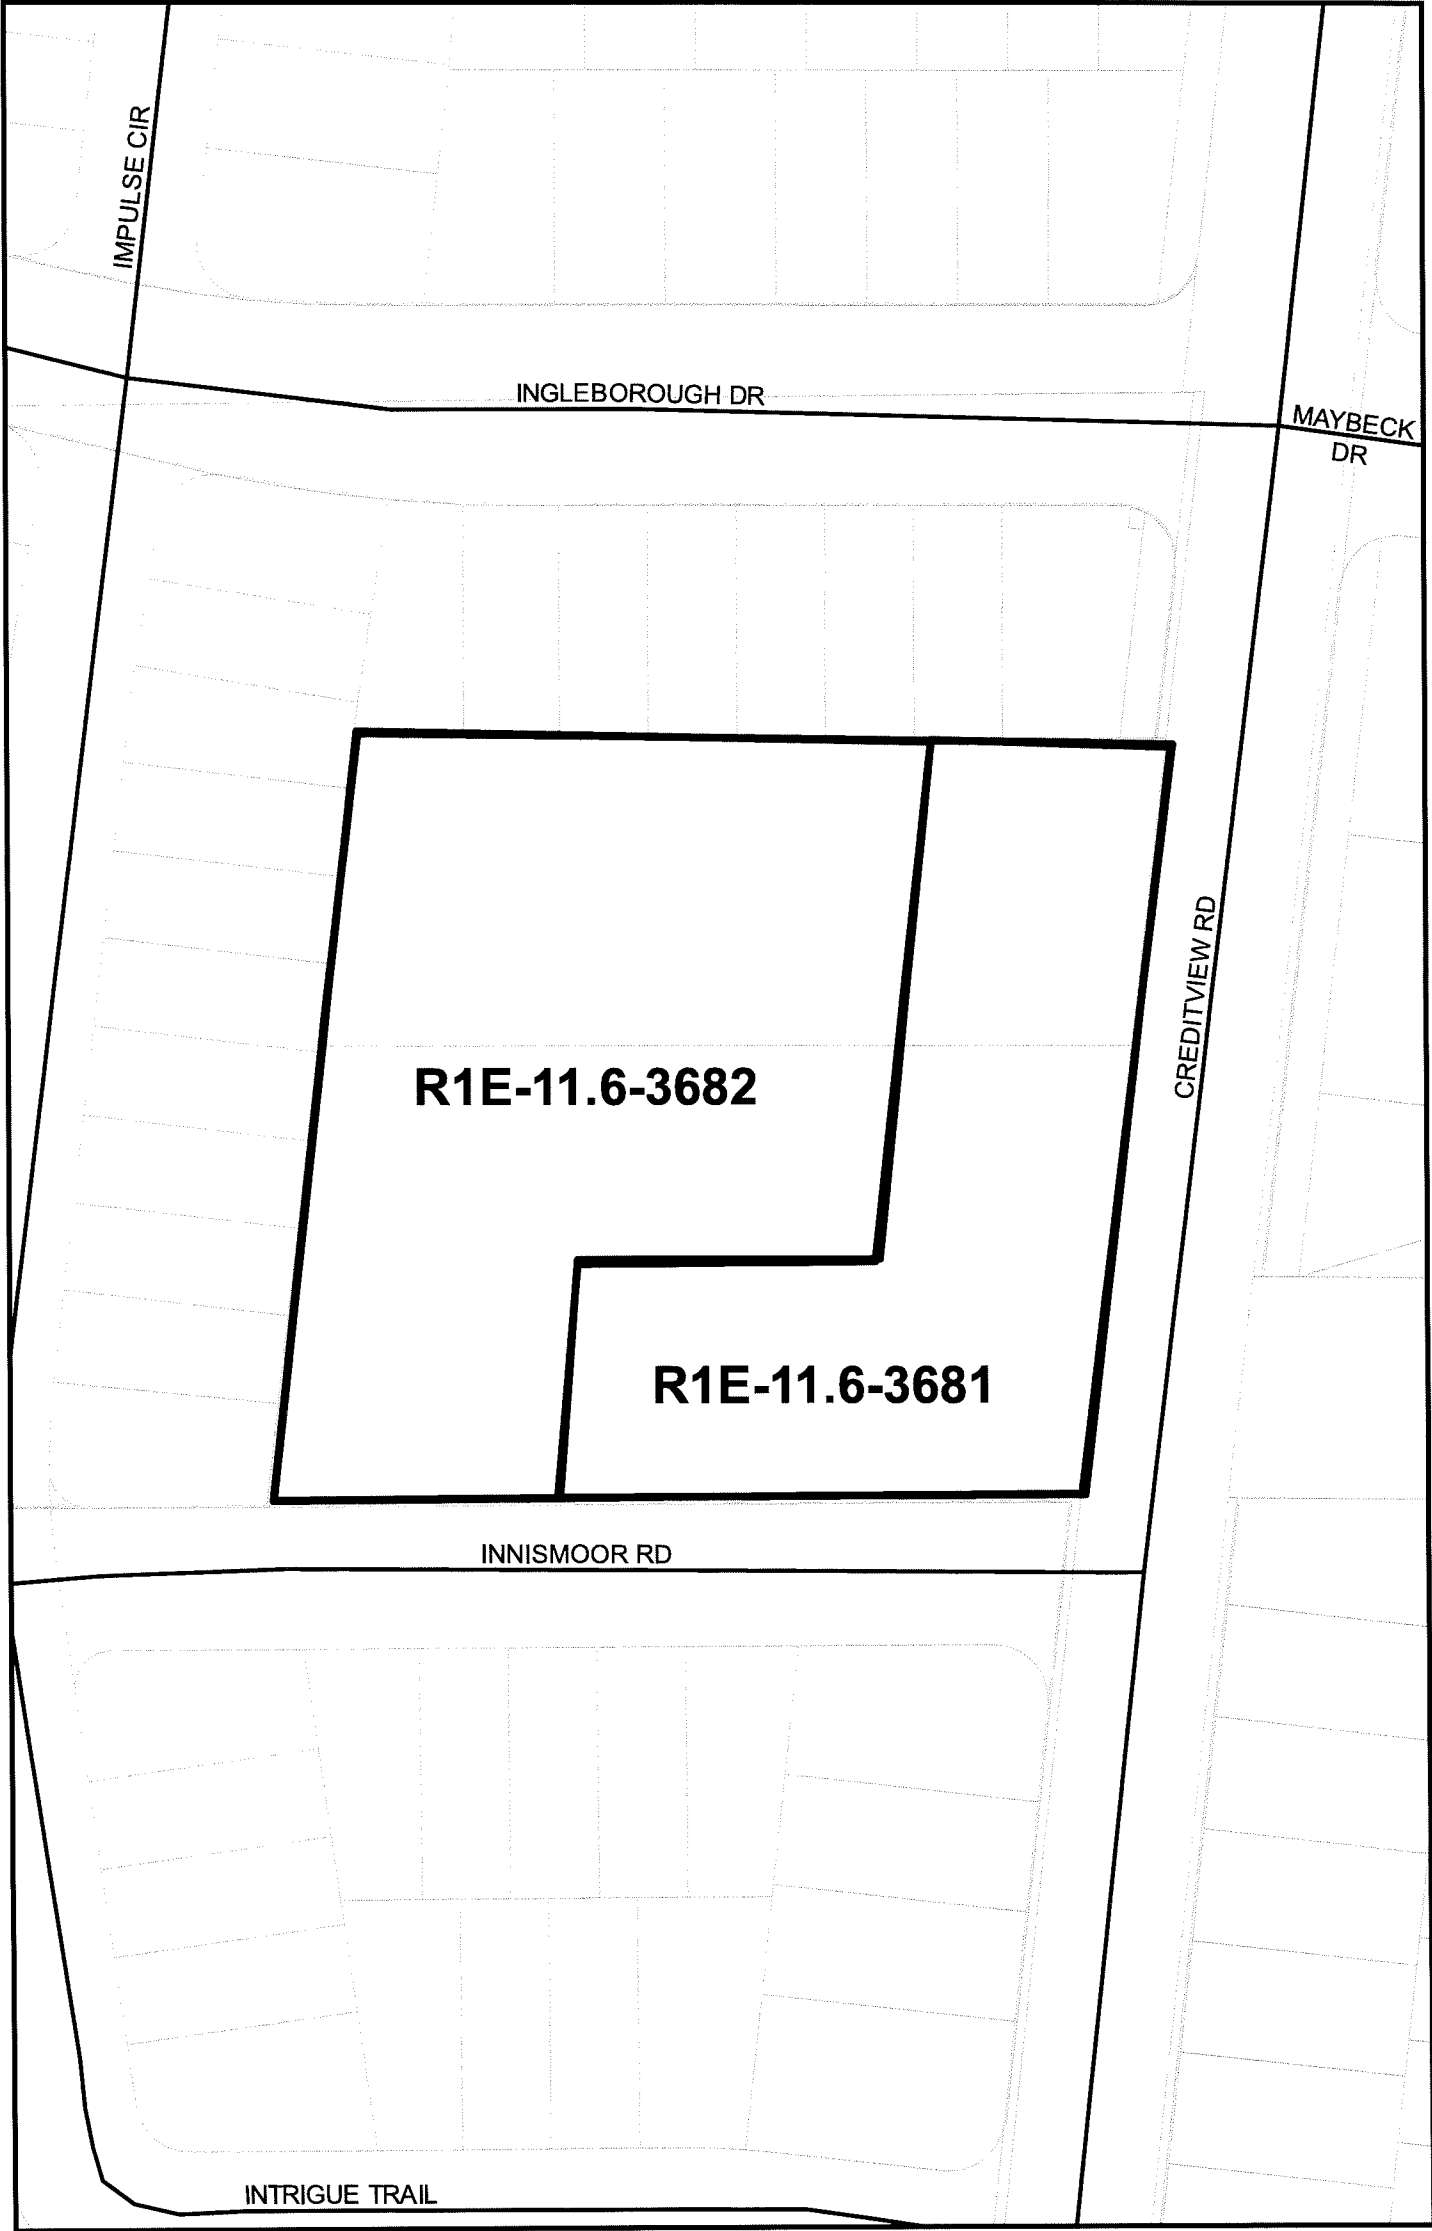 IMPULSE CIR
INGLEBOROUGH DR
MAYBECK
DR
CREDITVIEW RD
R1E-11.6-3682
R1E-11.6-3681
INNISMOOR RD
INTRIGUE TRAIL